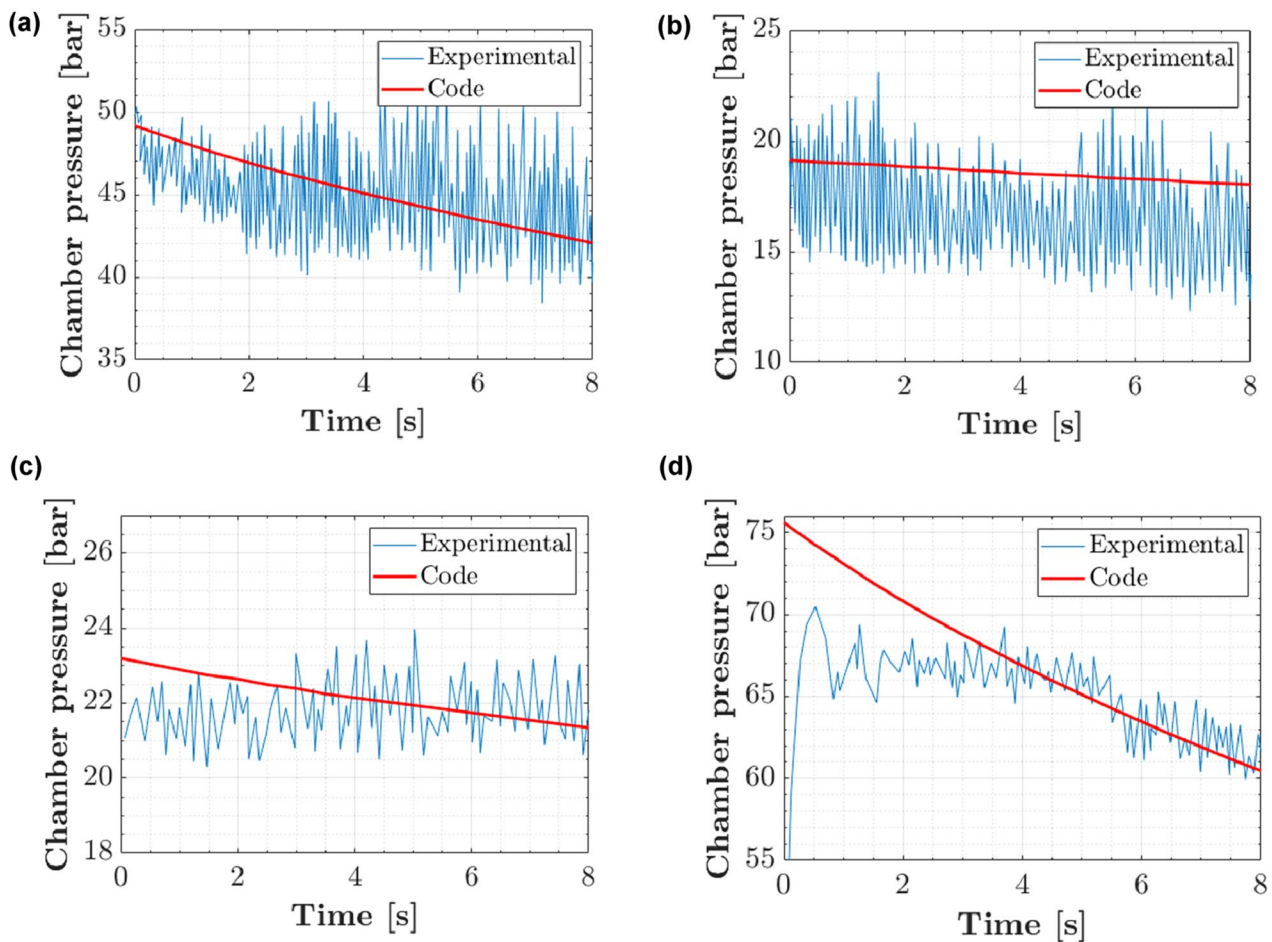 (a)
Chamber pressure [bar]
55
50
45
40
35
Experimental
Code
0 2 4 6 8
Time [s]
(b)
Chamber pressure [bar]
25
20
15
10
Experimental
Code
0 2 4 6 8
Time [s]
(c)
Chamber pressure [bar]
26
24
22
20
18
Experimental
Code
0 2 4 6 8
Time [s]
(d)
Chamber pressure [bar]
75
70
65
60
55
Experimental
Code
0 2 4 6 8
Time [s]